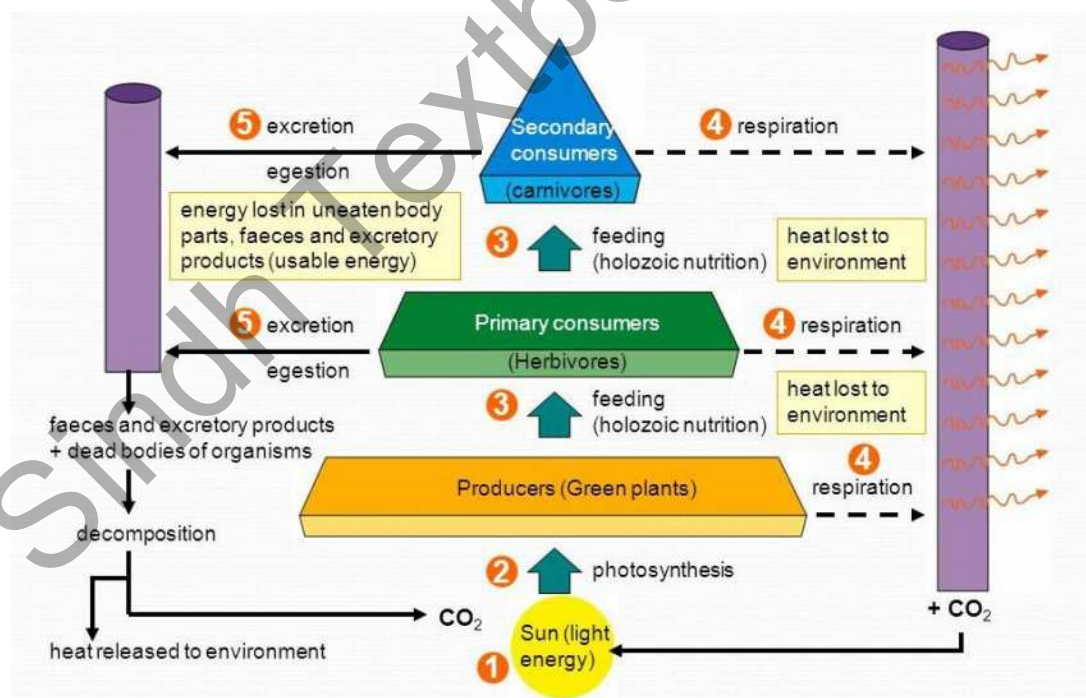 5 excretion
egestion
Secondary
consumers
(carnivores)
4 respiration
energy lost in uneaten body
parts, faeces and excretory
products (usable energy)
3 feeding
(holozoic nutrition)
heat lost to
environment
5 excretion
egestion
Primary consumers
(Herbivores)
4 respiration
3 feeding
(holozoic nutrition)
heat lost to
environment
faeces and excretory products
+ dead bodies of organisms
Producers (Green plants)
4
respiration
decomposition
2 photosynthesis
CO₂
heat released to environment
1 Sun (light
energy)
+ CO₂
Sindh Textb